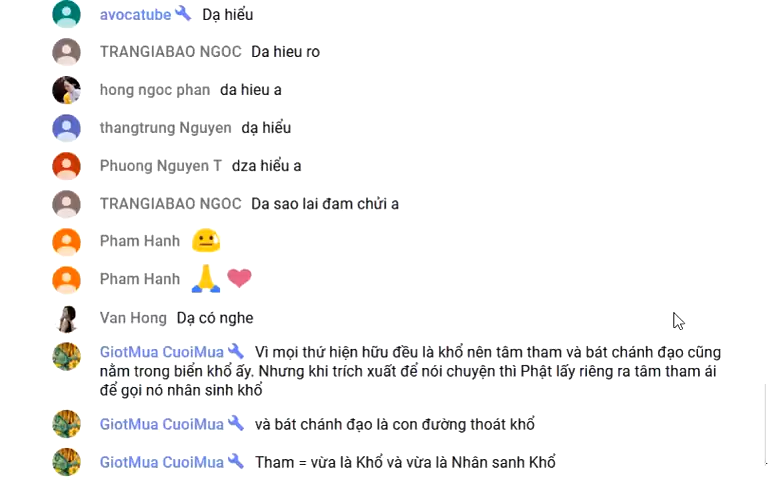 avocatube Dạ hiểu
TRANGIABAO NGOC Da hieu ro
hong ngoc phan da hieu a
thangtrung Nguyen dạ hiểu
Phuong Nguyen T dza hiểu a
TRANGIABAO NGOC Da sao lai đam chửi a
Pham Hanh
Pham Hanh
Van Hong Dạ có nghe
GiotMua CuoiMua Vì mọi thứ hiện hữu đều là khổ nên tâm tham và bát chánh đạo cũng
nằm trong biển khổ ấy. Nhưng khi trích xuất để nói chuyện thì Phật lấy riêng ra tâm tham ái
để gọi nó nhân sinh khổ
GiotMua CuoiMua và bát chánh đạo là con đường thoát khổ
GiotMua CuoiMua Tham = vừa là Khổ và vừa là Nhân sanh Khổ